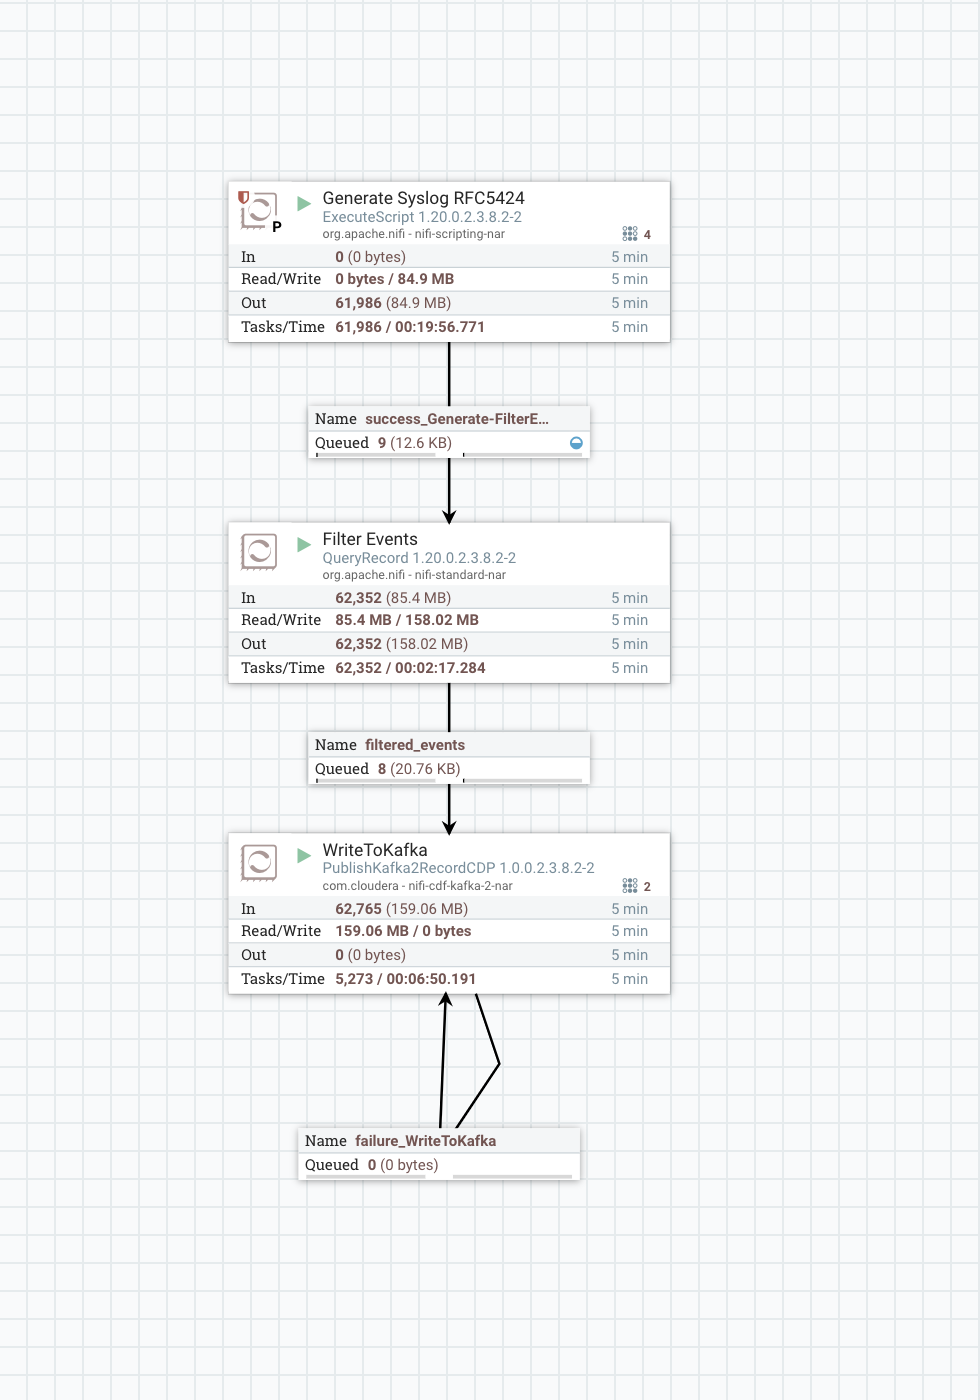 Generate Syslog RFC5424
ExecuteScript 1.20.0.2.3.8.2-2
org.apache.nifi - nifi-scripting-nar
P
4
In 0 (0 bytes) 5 min
Read/Write 0 bytes / 84.9 MB 5 min
Out 61,986 (84.9 MB) 5 min
Tasks/Time 61,986 / 00:19:56.771 5 min
Name success_Generate-FilterE...
Queued 9 (12.6 KB)
Filter Events
QueryRecord 1.20.0.2.3.8.2-2
org.apache.nifi - nifi-standard-nar
In 62,352 (85.4 MB) 5 min
Read/Write 85.4 MB / 158.02 MB 5 min
Out 62,352 (158.02 MB) 5 min
Tasks/Time 62,352 / 00:02:17.284 5 min
Name filtered_events
Queued 8 (20.76 KB)
WriteToKafka
PublishKafka2RecordCDP 1.0.0.2.3.8.2-2
com.cloudera - nifi-cdf-kafka-2-nar
2
In 62,765 (159.06 MB) 5 min
Read/Write 159.06 MB / 0 bytes 5 min
Out 0 (0 bytes) 5 min
Tasks/Time 5,273 / 00:06:50.191 5 min
Name failure_WriteToKafka
Queued 0 (0 bytes)